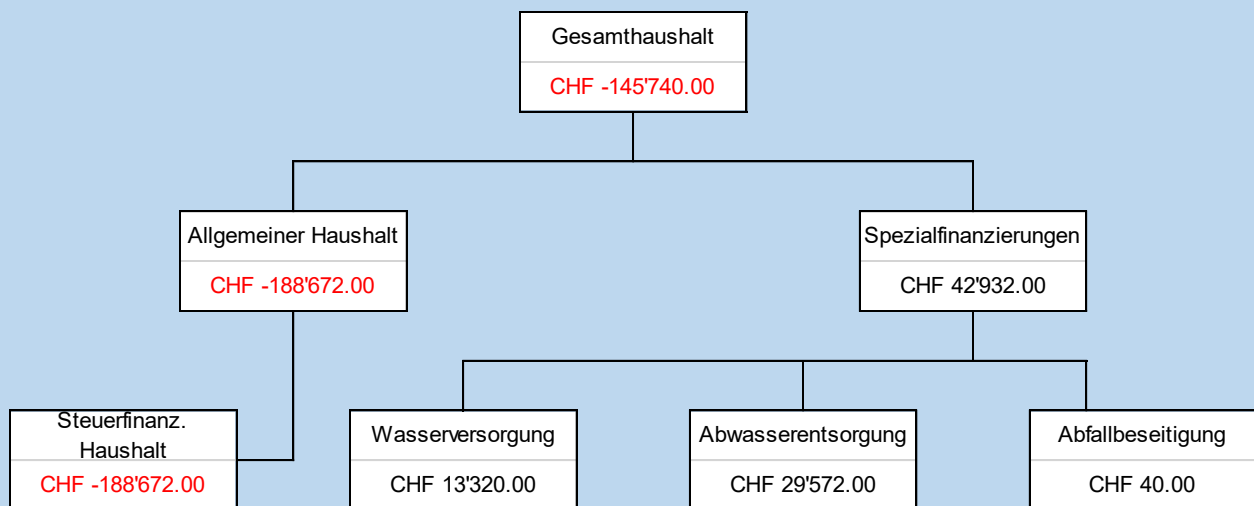 Gesamthaushalt
CHF -145'740.00
Allgemeiner Haushalt
CHF -188'672.00
Spezialfinanzierungen
CHF 42'932.00
Steuerfinanz.
Haushalt
CHF -188'672.00
Wasserversorgung
CHF 13'320.00
Abwasserentsorgung
CHF 29'572.00
Abfallbeseitigung
CHF 40.00